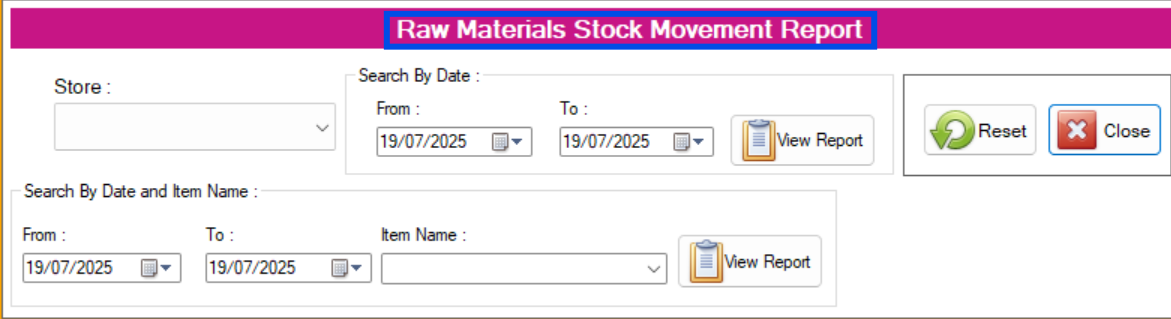 Raw Materials Stock Movement Report
Store :
Search By Date :
From : To :
19/07/2025 19/07/2025 View Report
Reset Close
Search By Date and Item Name :
From : To : Item Name :
19/07/2025 19/07/2025 View Report